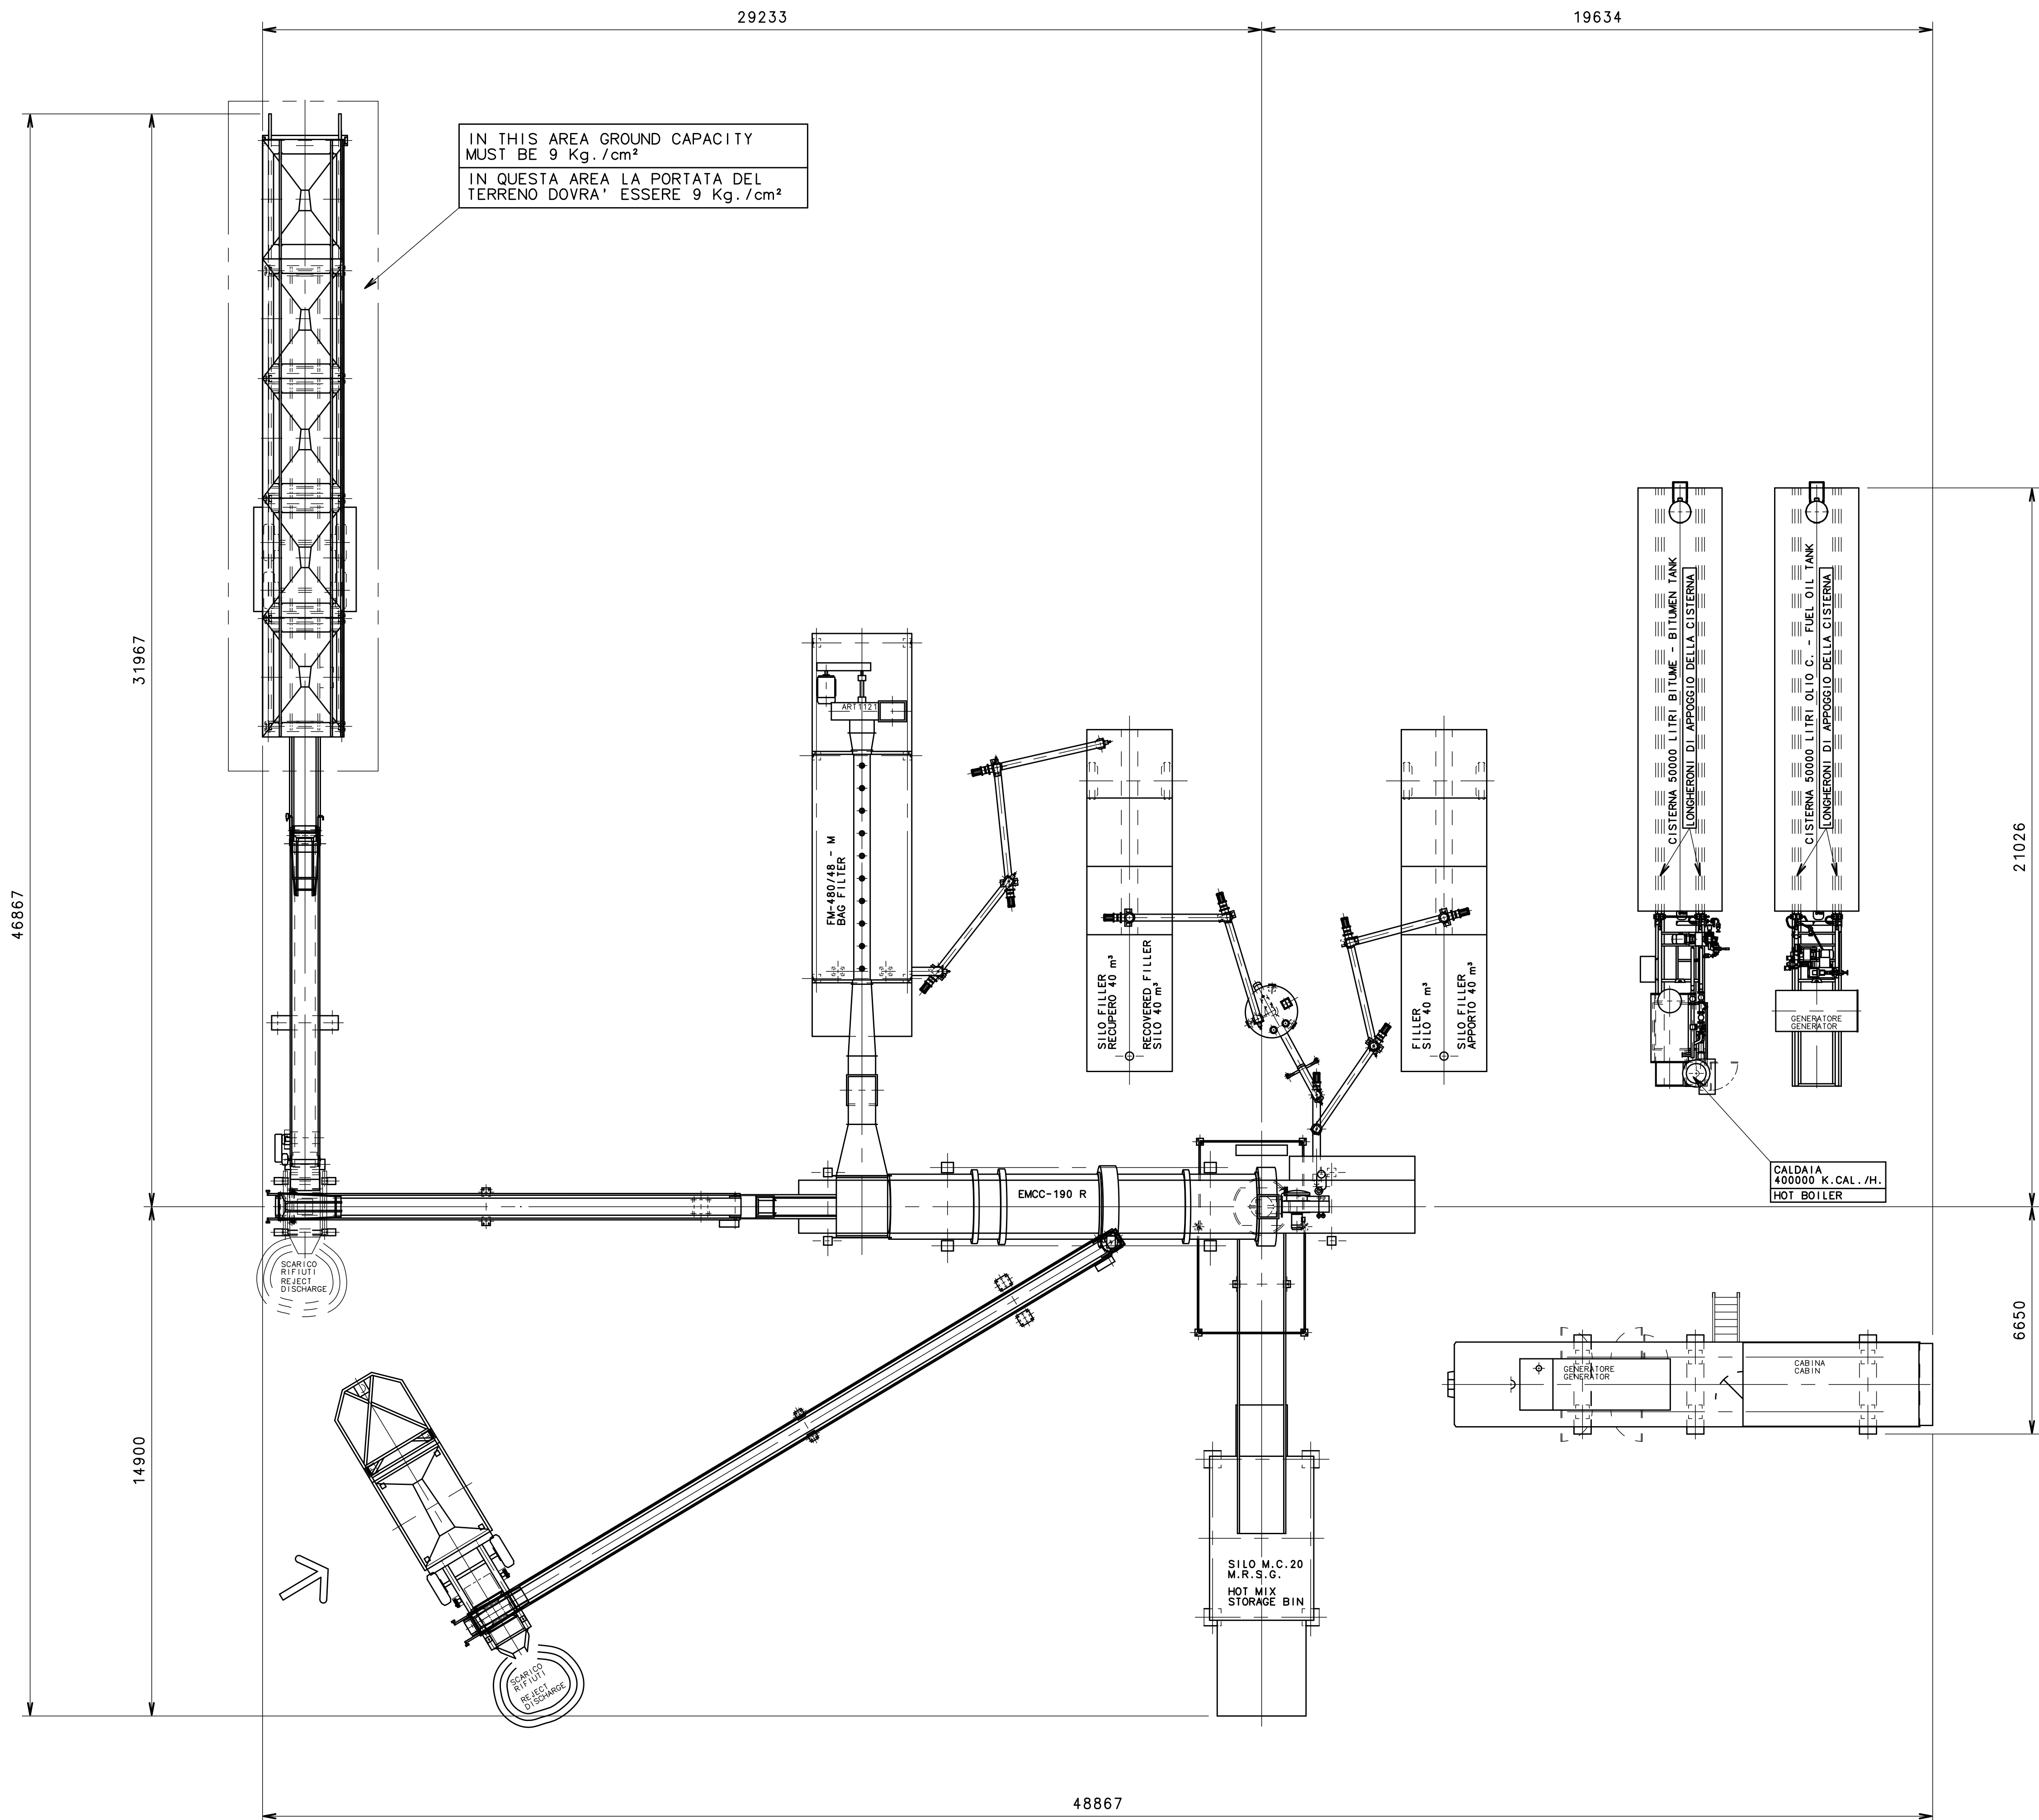 29233
19634
IN THIS AREA GROUND CAPACITY
MUST BE 9 Kg./cm²
IN QUESTA AREA LA PORTATA DEL
TERRENO DOVRA' ESSERE 9 Kg./cm²
46867
31967
14900
21026
6650
CISTERNA 50000 LITRI BITUME - BITUMEN TANK
LONGHERONI DI APPOGGIO DELLA CISTERNA
CISTERNA 50000 LITRI OLIO C. - FUEL OIL TANK
LONGHERONI DI APPOGGIO DELLA CISTERNA
ART1121
FM-480/48 - M
BAG FILTER
SILO FILLER
RECUPERO 40 m³
RECOVERED FILLER
SILO 40 m³
FILLER
SILO 40 m³
SILO FILLER
APPORTO 40 m³
GENERATORE
GENERATOR
CALDAIA
400000 K.CAL./H.
HOT BOILER
EMCC-190 R
SCARICO
RIFIUTI
REJECT
DISCHARGE
GENERATORE
GENERATOR
CABINA
CABIN
SILO M.C.20
M.R.S.G.
HOT MIX
STORAGE BIN
SCARICO
RIFIUTI
REJECT
DISCHARGE
48867